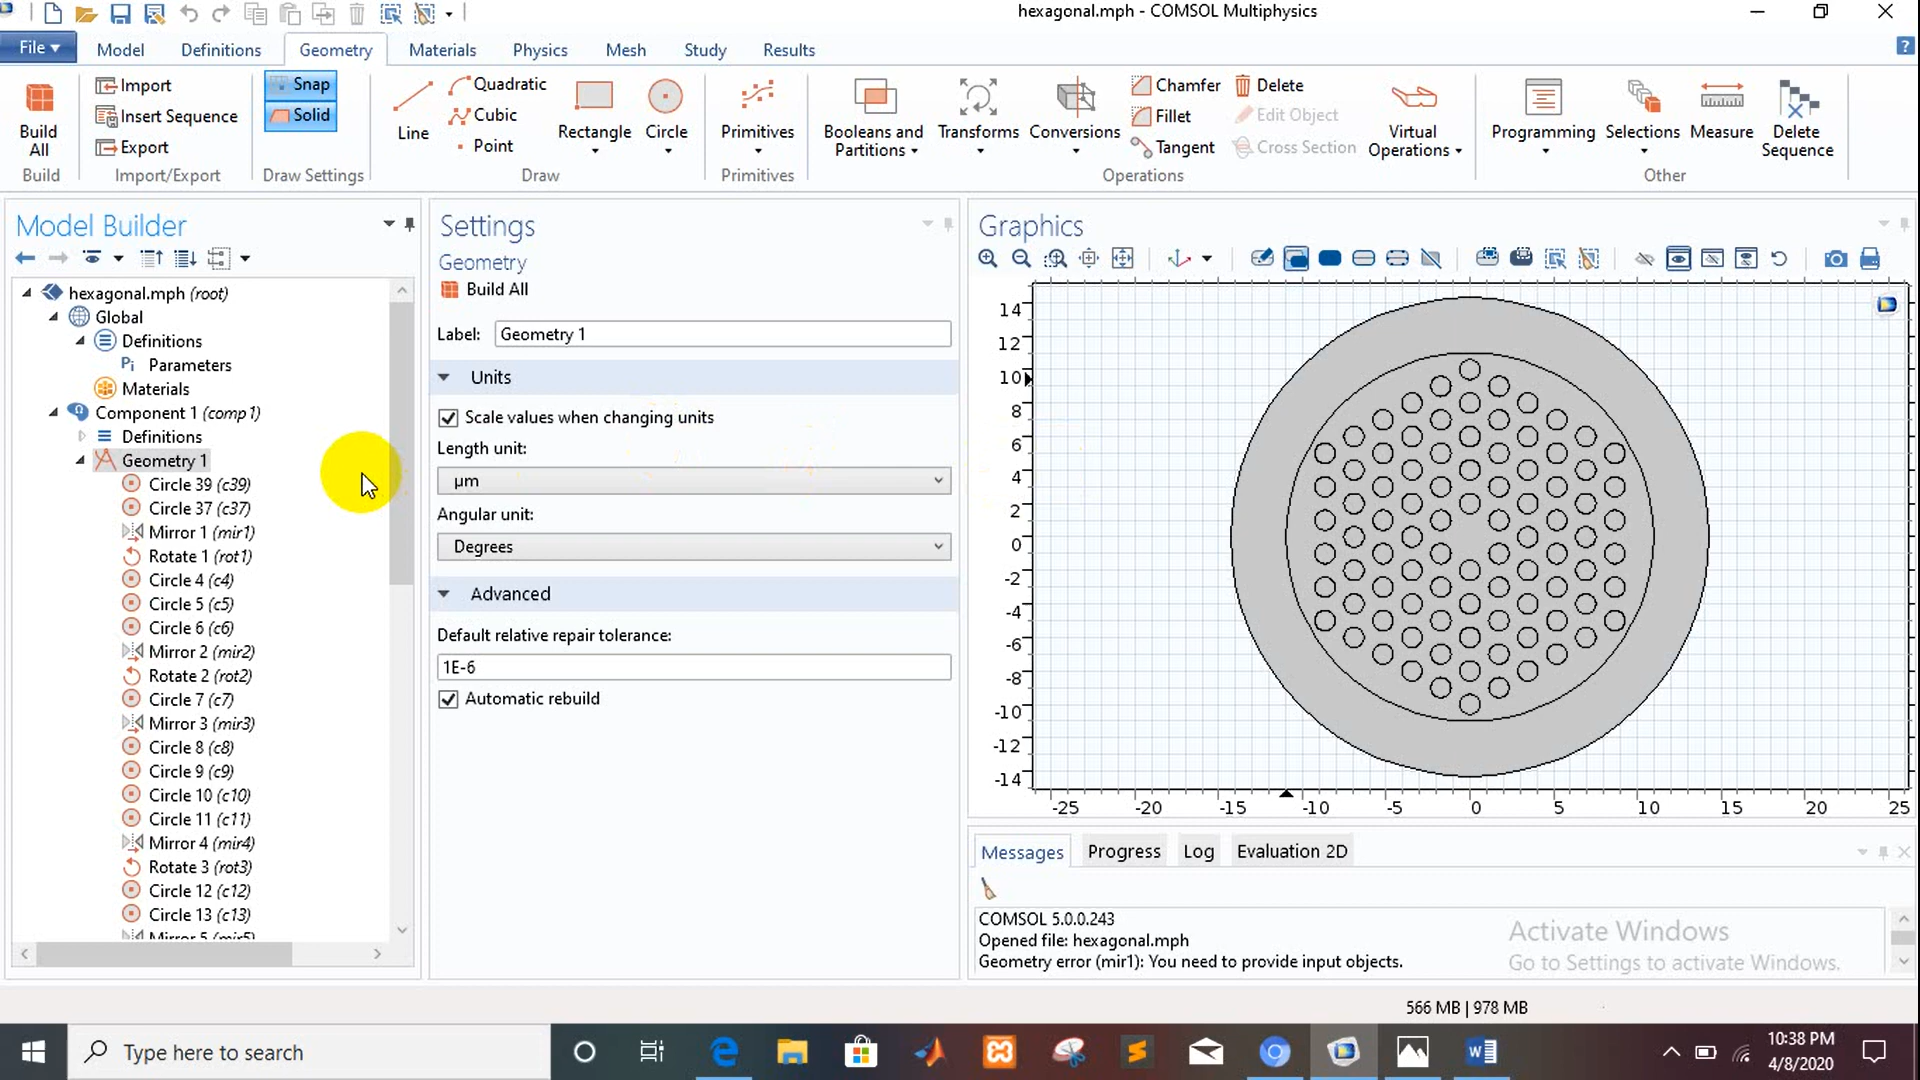 hexagonal.mph - COMSOL Multiphysics
File Model Definitions Geometry Materials Physics Mesh Study Results
Build All
Build
Import
Insert Sequence
Export
Import/Export
Snap
Solid
Draw Settings
Line
Quadratic
Cubic
Point
Rectangle
Circle
Draw
Primitives
Primitives
Booleans and Partitions
Transforms
Conversions
Chamfer
Fillet
Tangent
Delete
Edit Object
Cross Section
Operations
Virtual Operations
Programming
Selections
Measure
Delete Sequence
Other
Model Builder
hexagonal.mph (root)
Global
Definitions
Pi Parameters
Materials
Component 1 (comp1)
Definitions
Geometry 1
Circle 39 (c39)
Circle 37 (c37)
Mirror 1 (mir1)
Rotate 1 (rot1)
Circle 4 (c4)
Circle 5 (c5)
Circle 6 (c6)
Mirror 2 (mir2)
Rotate 2 (rot2)
Circle 7 (c7)
Mirror 3 (mir3)
Circle 8 (c8)
Circle 9 (c9)
Circle 10 (c10)
Circle 11 (c11)
Mirror 4 (mir4)
Rotate 3 (rot3)
Circle 12 (c12)
Circle 13 (c13)
Mirror 5 (mir5)
Settings
Geometry
Build All
Label: Geometry 1
Units
Scale values when changing units
Length unit:
µm
Angular unit:
Degrees
Advanced
Default relative repair tolerance:
1E-6
Automatic rebuild
Graphics
14
12
10
8
6
4
2
0
-2
-4
-6
-8
-10
-12
-14
-25 -20 -15 -10 -5 0 5 10 15 20 25
Messages Progress Log Evaluation 2D
COMSOL 5.0.0.243
Opened file: hexagonal.mph
Geometry error (mir1): You need to provide input objects.
Activate Windows
Go to Settings to activate Windows.
566 MB | 978 MB
Type here to search
10:38 PM
4/8/2020